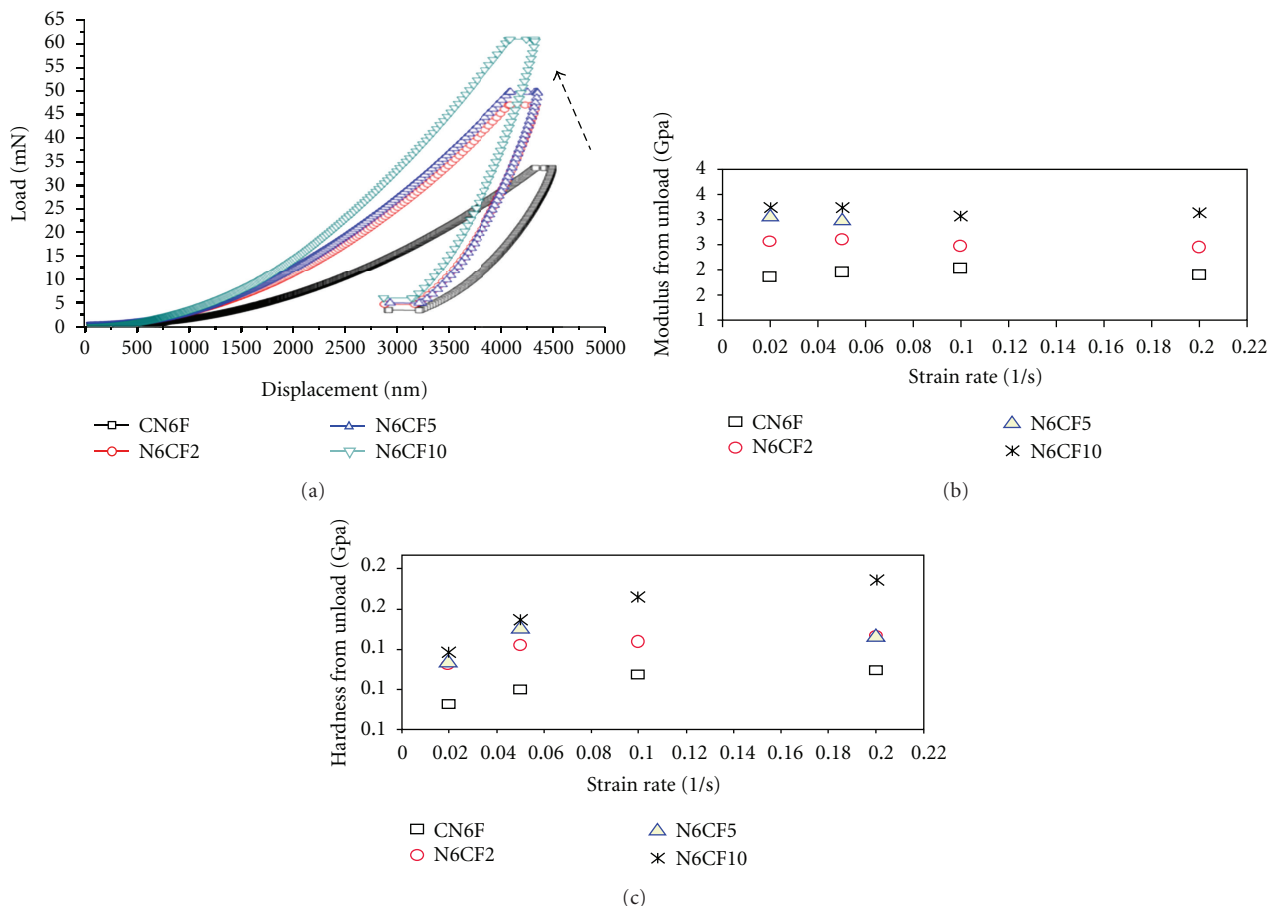 65
60
55
50
45
40
35
30
25
20
15
10
5
0
Load (mN)
0 500 1000 1500 2000 2500 3000 3500 4000 4500 5000
Displacement (nm)
CN6F N6CF5
N6CF2 N6CF10
(a)
4
4
3
3
2
2
1
Modulus from unload (Gpa)
0 0.02 0.04 0.06 0.08 0.1 0.12 0.14 0.16 0.18 0.2 0.22
Strain rate (1/s)
CN6F N6CF5
N6CF2 N6CF10
(b)
0.2
0.2
0.1
0.1
0.1
Hardness from unload (Gpa)
0 0.02 0.04 0.06 0.08 0.1 0.12 0.14 0.16 0.18 0.2 0.22
Strain rate (1/s)
CN6F N6CF5
N6CF2 N6CF10
(c)